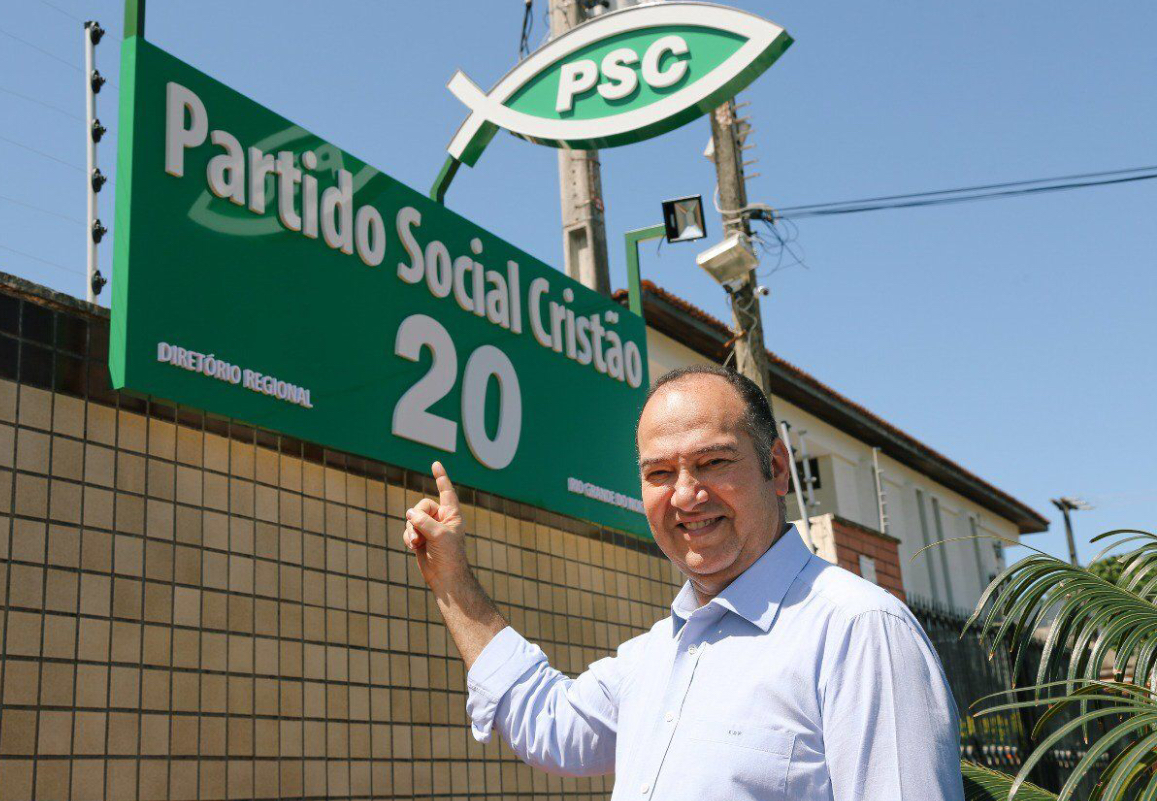 PSC
Partido Social Cristão
20
DIRETÓRIO REGIONAL
RIO GRANDE DO